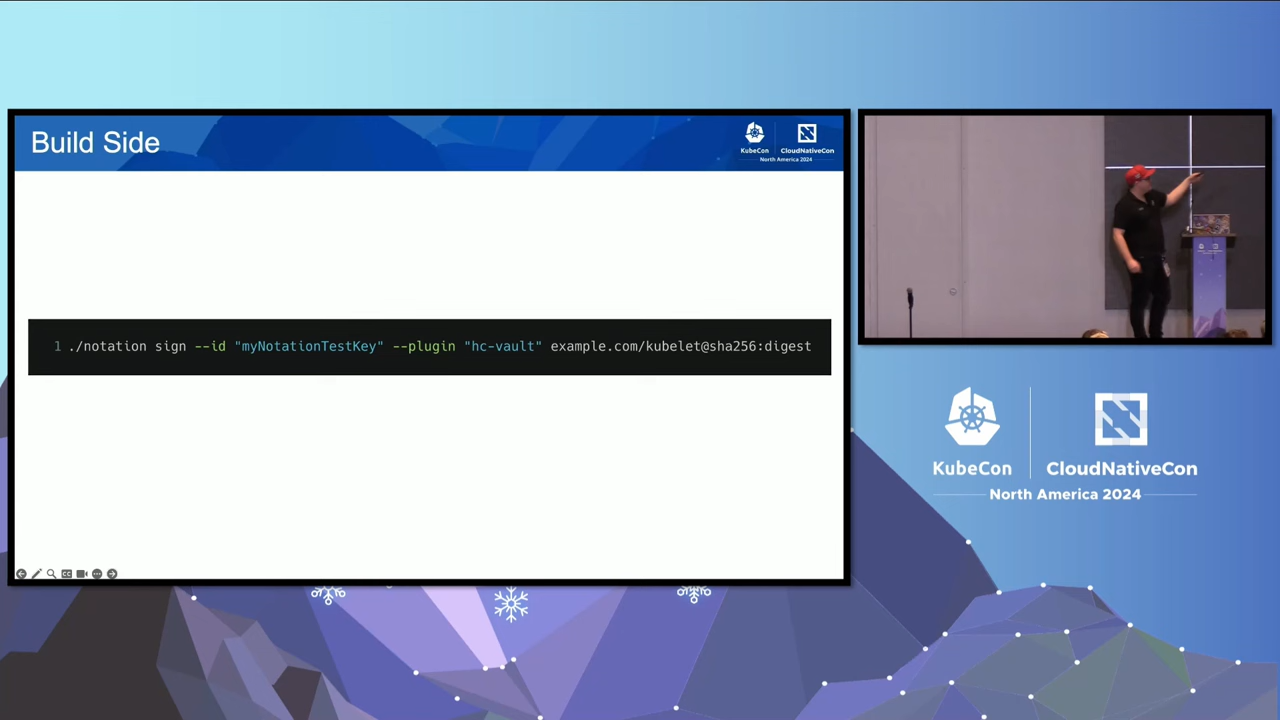 Build Side
KubeCon
CloudNativeCon
North America 2024
1 ./notation sign --id "myNotationTestKey" --plugin "hc-vault" example.com/kubelet@sha256:digest
CC
KubeCon
CloudNativeCon
North America 2024